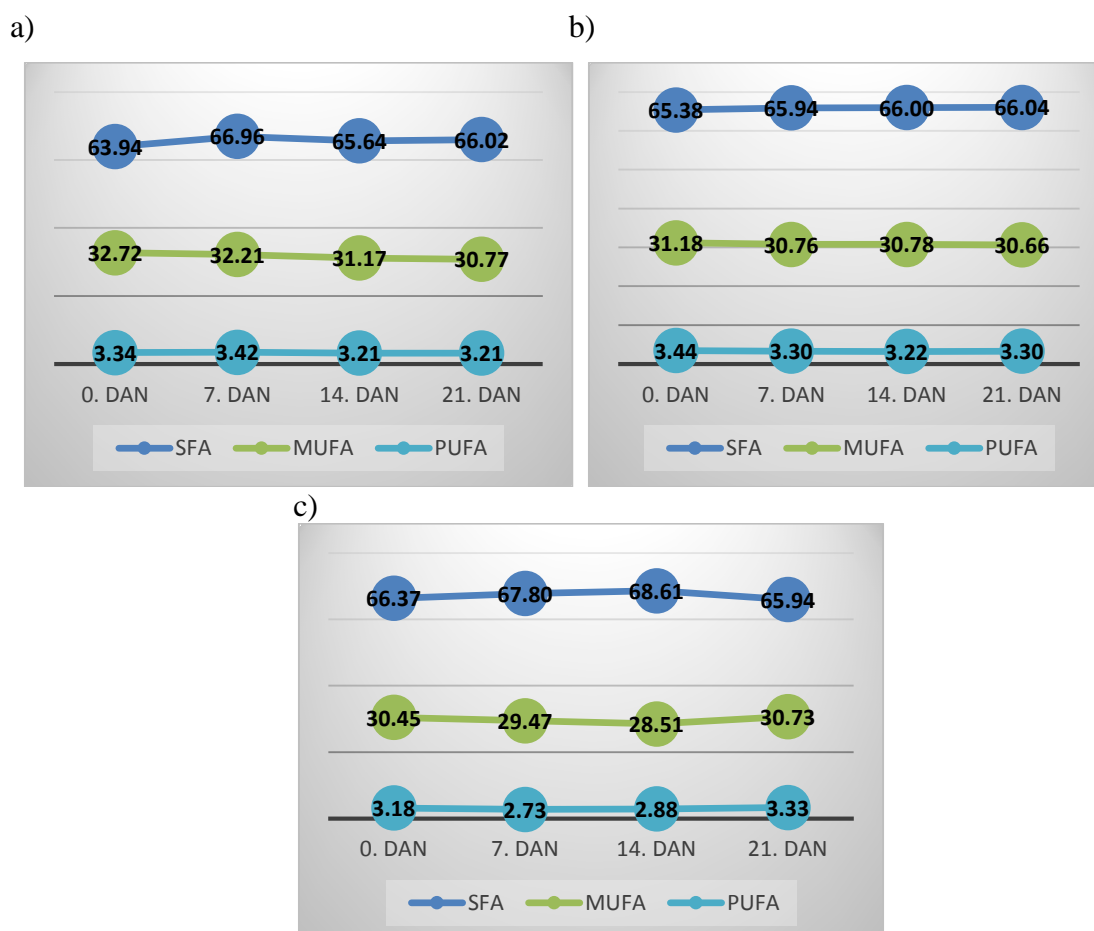 a)
b)
63.94 66.96 65.64 66.02
32.72 32.21 31.17 30.77
3.34 3.42 3.21 3.21
0. DAN 7. DAN 14. DAN 21. DAN
SFA MUFA PUFA
65.38 65.94 66.00 66.04
31.18 30.76 30.78 30.66
3.44 3.30 3.22 3.30
0. DAN 7. DAN 14. DAN 21. DAN
SFA MUFA PUFA
c)
66.37 67.80 68.61 65.94
30.45 29.47 28.51 30.73
3.18 2.73 2.88 3.33
0. DAN 7. DAN 14. DAN 21. DAN
SFA MUFA PUFA